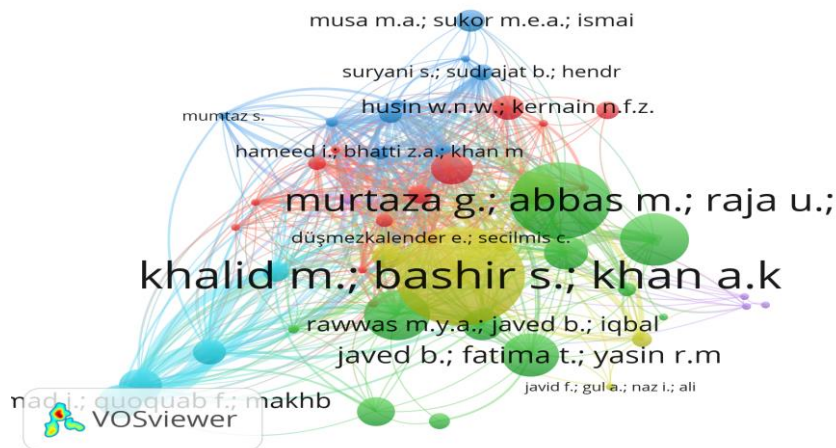 musa m.a.; sukor m.e.a.; ismai
suryani s.; sudrajat b.; hendr
husin w.n.w.; kernain n.f.z.
mumtaz s.
hameed i.; bhatti z.a.; khan m
murtaza g.; abbas m.; raja u.;
düşmezkalender e.; secilmis c.
khalid m.; bashir s.; khan a.k
rawwas m.y.a.; javed b.; iqbal
javed b.; fatima t.; yasin r.m
javid f.; gul a.; naz i.; ali
mad j.; quoquab f.; makhb
VOSviewer